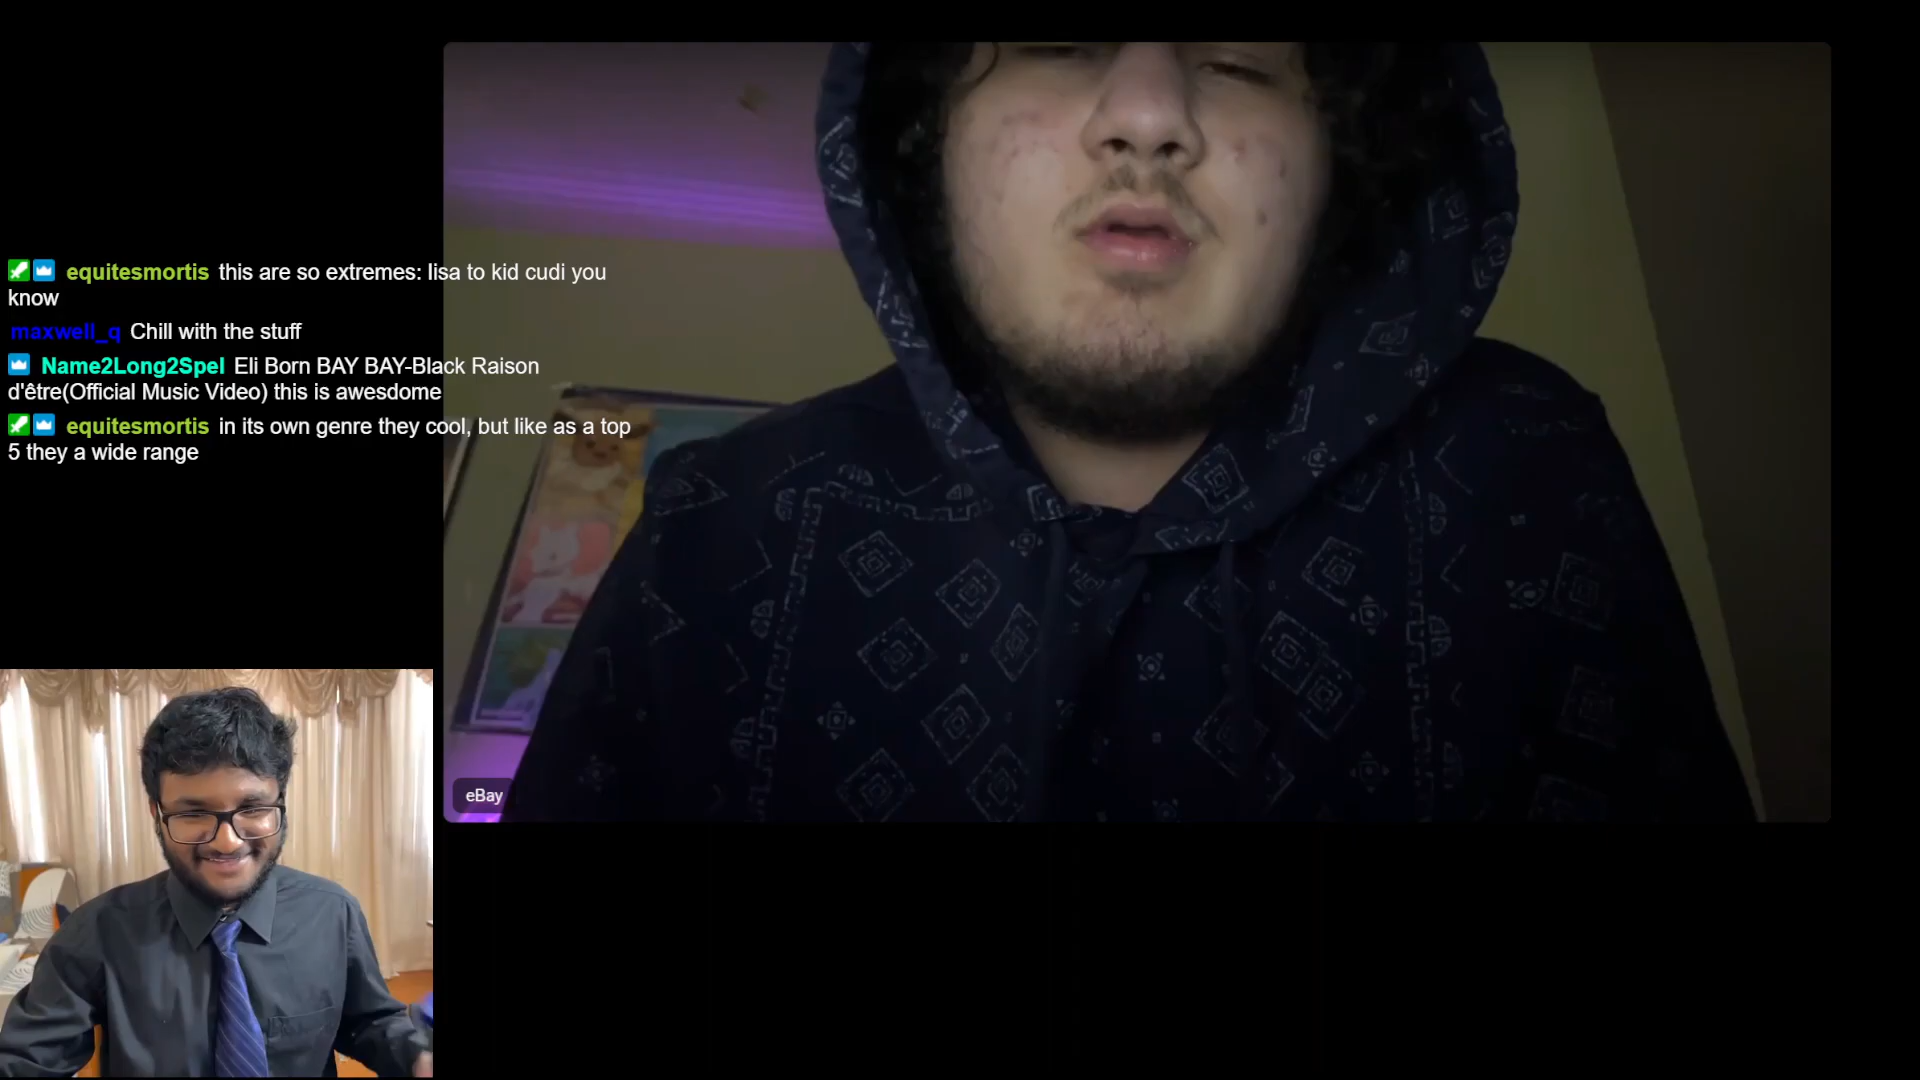 equitesmortis this are so extremes: lisa to kid cudi you
know
maxwell_q Chill with the stuff
Name2Long2Spel Eli Born BAY BAY-Black Raison
d'être(Official Music Video) this is awesdome
equitesmortis in its own genre they cool, but like as a top
5 they a wide range
eBay